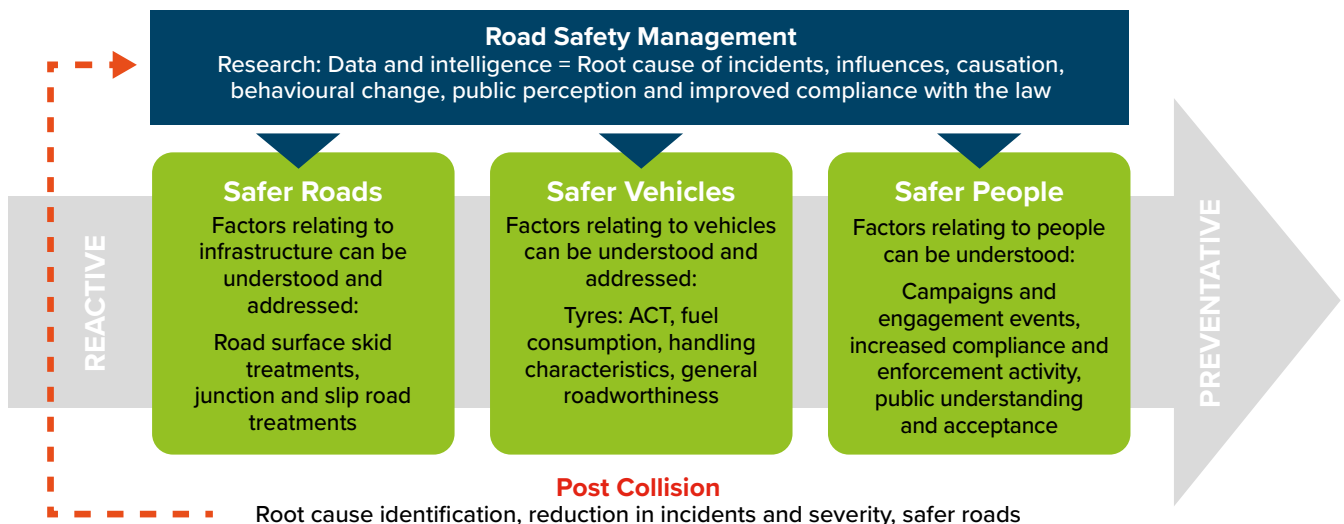 Road Safety Management
Research: Data and intelligence = Root cause of incidents, influences, causation,
behavioural change, public perception and improved compliance with the law
REACTIVE
Safer Roads
Factors relating to
infrastructure can be
understood and
addressed:
Road surface skid
treatments,
junction and slip road
treatments
Safer Vehicles
Factors relating to vehicles
can be understood and
addressed:
Tyres: ACT, fuel
consumption, handling
characteristics, general
roadworthiness
Safer People
Factors relating to people
can be understood:
Campaigns and
engagement events,
increased compliance and
enforcement activity,
public understanding
and acceptance
PREVENTATIVE
Post Collision
Root cause identification, reduction in incidents and severity, safer roads